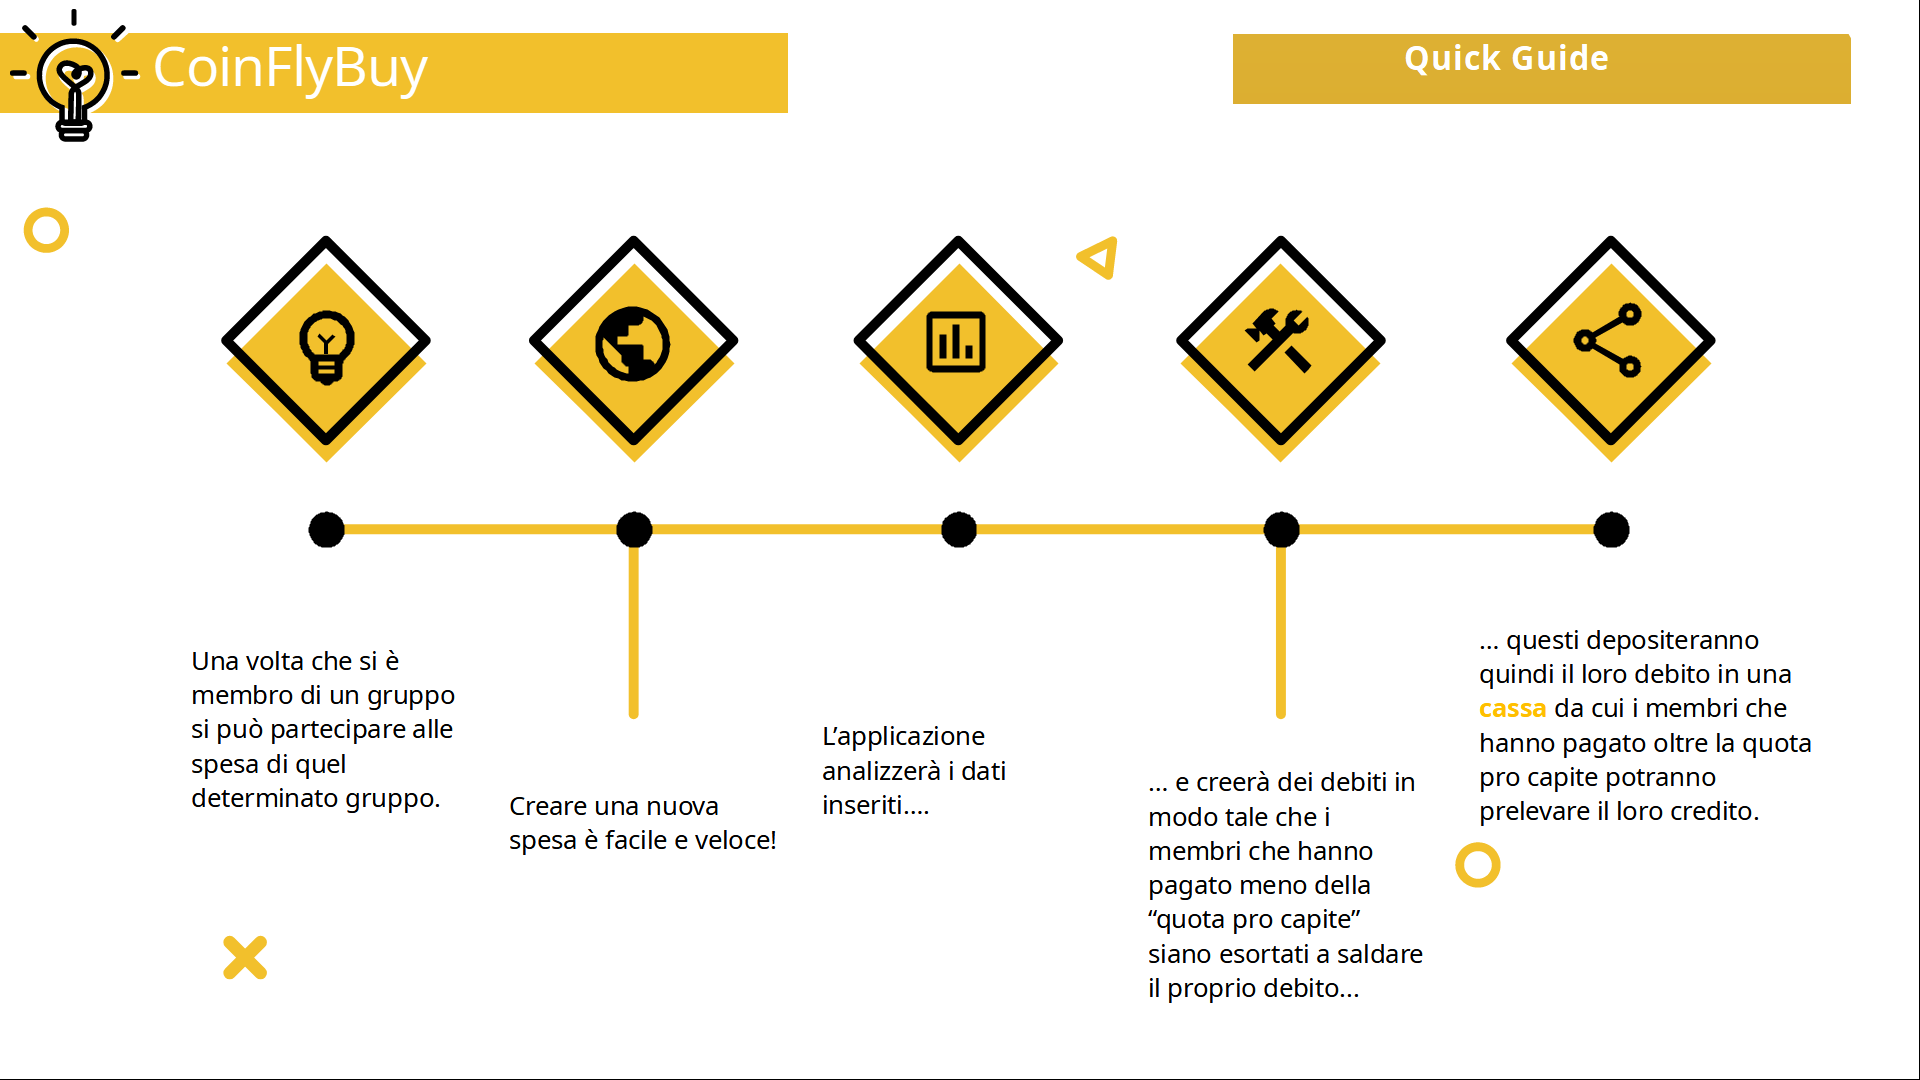 CoinFlyBuy
Quick Guide
Una volta che si è
membro di un gruppo
si può partecipare alle
spesa di quel
determinato gruppo.
Creare una nuova
spesa è facile e veloce!
L’applicazione
analizzerà i dati
inseriti….
… e creerà dei debiti in
modo tale che i
membri che hanno
pagato meno della
“quota pro capite”
siano esortati a saldare
il proprio debito…
… questi depositeranno
quindi il loro debito in una
cassa da cui i membri che
hanno pagato oltre la quota
pro capite potranno
prelevare il loro credito.